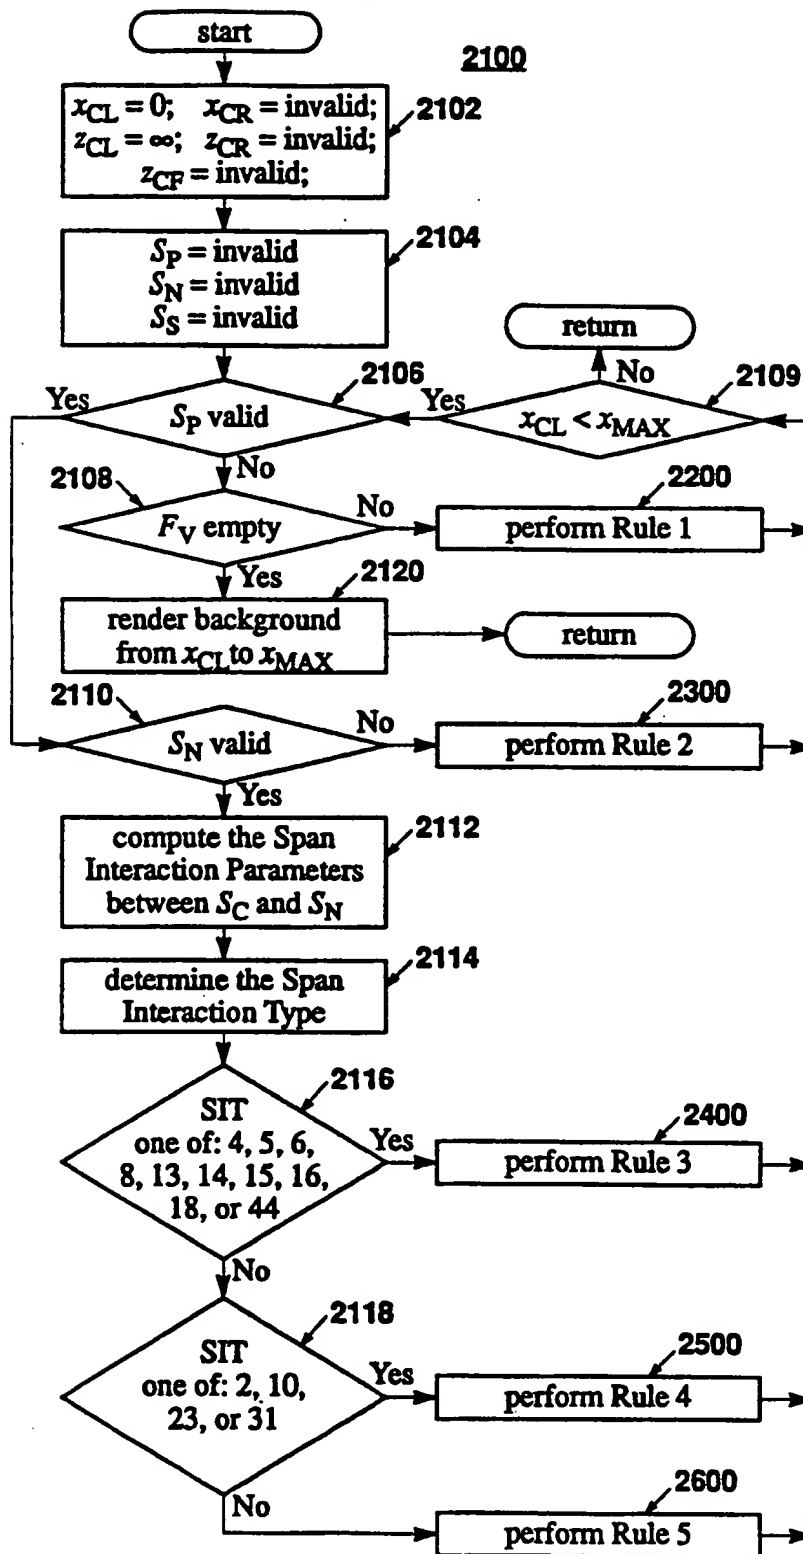 start
2100
x_CL = 0; x_CR = invalid;
z_CL = ∞; z_CR = invalid;
z_CF = invalid;
2102
S_P = invalid
S_N = invalid
S_S = invalid
2104
return
No
2109
x_CL < x_MAX
Yes
2106
Yes
S_P valid
No
2108
F_V empty
No
2200
perform Rule 1
Yes
2120
render background
from x_CL to x_MAX
return
2110
S_N valid
No
2300
perform Rule 2
Yes
compute the Span
Interaction Parameters
between S_C and S_N
2112
determine the Span
Interaction Type
2114
2116
SIT
one of: 4, 5, 6,
8, 13, 14, 15, 16,
18, or 44
Yes
2400
perform Rule 3
No
2118
SIT
one of: 2, 10,
23, or 31
Yes
2500
perform Rule 4
No
2600
perform Rule 5